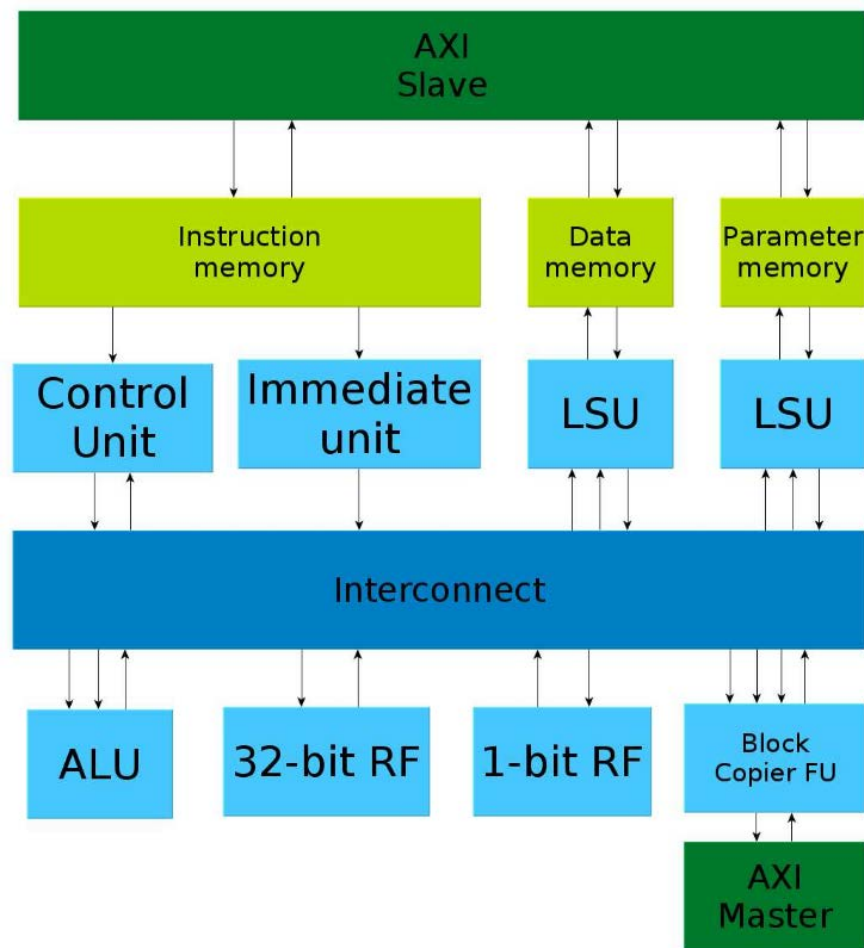 AXI
Slave
Instruction
memory
Data
memory
Parameter
memory
Control
Unit
Immediate
unit
LSU
LSU
Interconnect
ALU
32-bit RF
1-bit RF
Block
Copier FU
AXI
Master